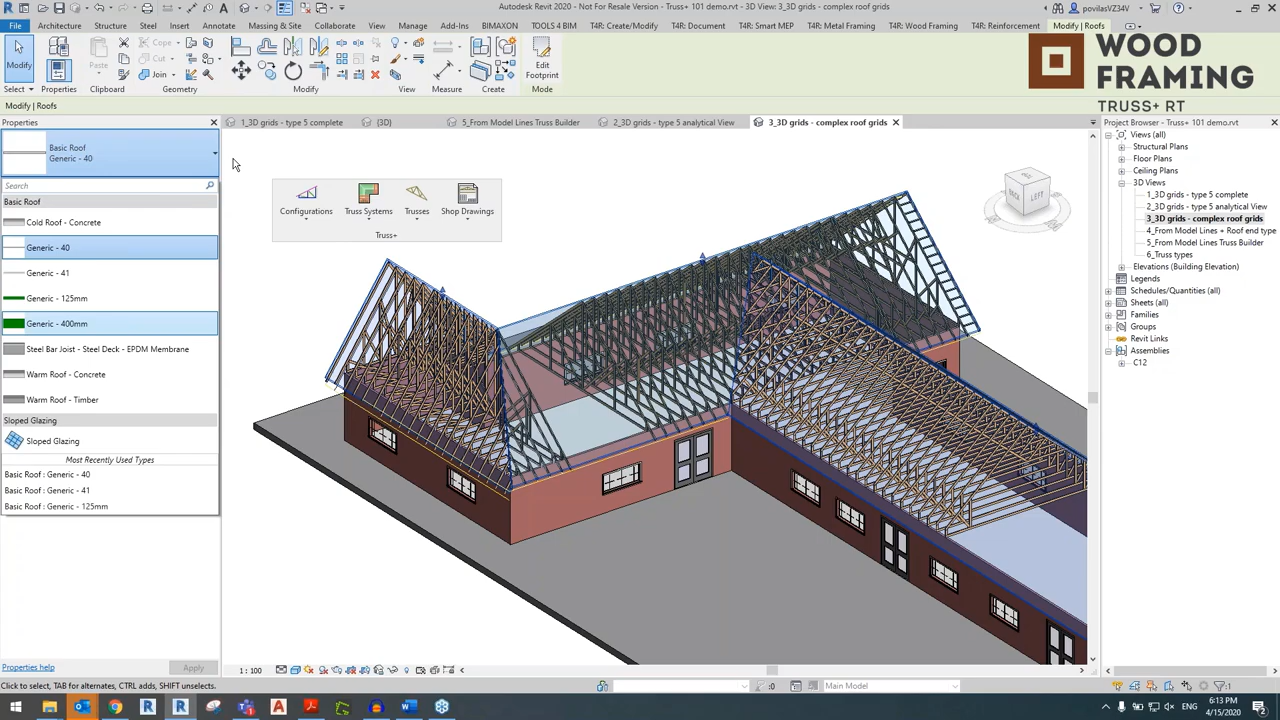 Autodesk Revit 2020 - Not For Resale Version - Truss+ 101 demo.rvt - 3D View: 3_3D grids - complex roof grids
povilasVZ34V
File Architecture Structure Steel Insert Annotate Analyze Massing & Site Collaborate View Manage Add-Ins BIMAXON TOOLS 4 BIM T4R: Create/Modify T4R: Document T4R: Smart MEP T4R: Metal Framing T4R: Wood Framing T4R: Reinforcement Modify | Roofs
Modify
Paste
Cope
Cut
Join
Edit
Footprint
Select Properties Clipboard Geometry Modify View Measure Create Mode
WOOD
FRAMING
TRUSS+ RT
Modify | Roofs
Properties
1_3D grids - type 5 complete
{3D}
5_From Model Lines Truss Builder
2_3D grids - type 5 analytical View
3_3D grids - complex roof grids
Project Browser - Truss+ 101 demo.rvt
Basic Roof
Generic - 40
Search
Basic Roof
Cold Roof - Concrete
Generic - 40
Generic - 41
Generic - 125mm
Generic - 400mm
Steel Bar Joist - Steel Deck - EPDM Membrane
Warm Roof - Concrete
Warm Roof - Timber
Sloped Glazing
Sloped Glazing
Most Recently Used Types
Basic Roof : Generic - 40
Basic Roof : Generic - 41
Basic Roof : Generic - 125mm
Configurations Truss Systems Trusses Shop Drawings
Truss+
BACK LEFT
Views (all)
Structural Plans
Floor Plans
Ceiling Plans
3D Views
1_3D grids - type 5 complete
2_3D grids - type 5 analytical View
3_3D grids - complex roof grids
4_From Model Lines + Roof end type
5_From Model Lines Truss Builder
6_Truss types
Elevations (Building Elevation)
Legends
Schedules/Quantities (all)
Sheets (all)
Families
Groups
Revit Links
Assemblies
C12
Properties help
Apply
1 : 100
Click to select, TAB for alternates, CTRL adds, SHIFT unselects.
:0
Main Model
:1
ENG
6:13 PM
4/15/2020